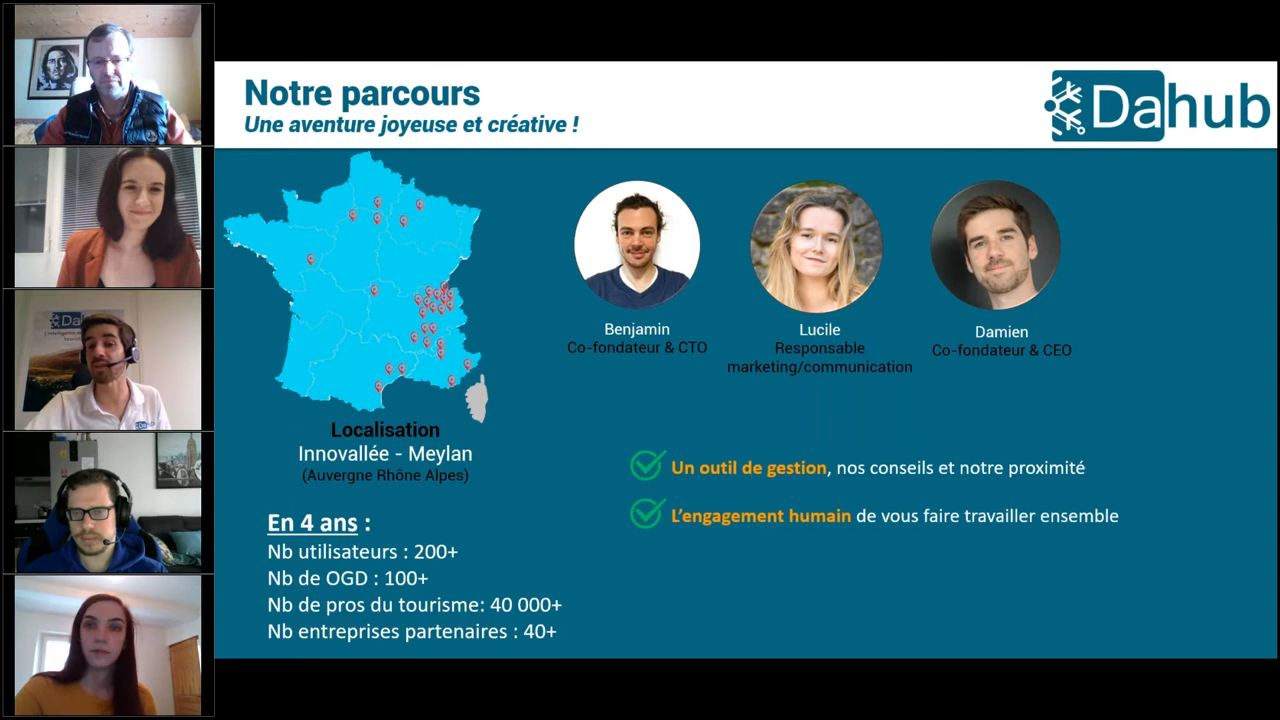 Notre parcours
Une aventure joyeuse et créative !
Dahub
Benjamin
Co-fondateur & CTO
Lucile
Responsable
marketing/communication
Damien
Co-fondateur & CEO
Localisation
Innovallée - Meylan
(Auvergne Rhône Alpes)
Un outil de gestion, nos conseils et notre proximité
L'engagement humain de vous faire travailler ensemble
En 4 ans :
Nb utilisateurs : 200+
Nb de OGD : 100+
Nb de pros du tourisme: 40 000+
Nb entreprises partenaires : 40+